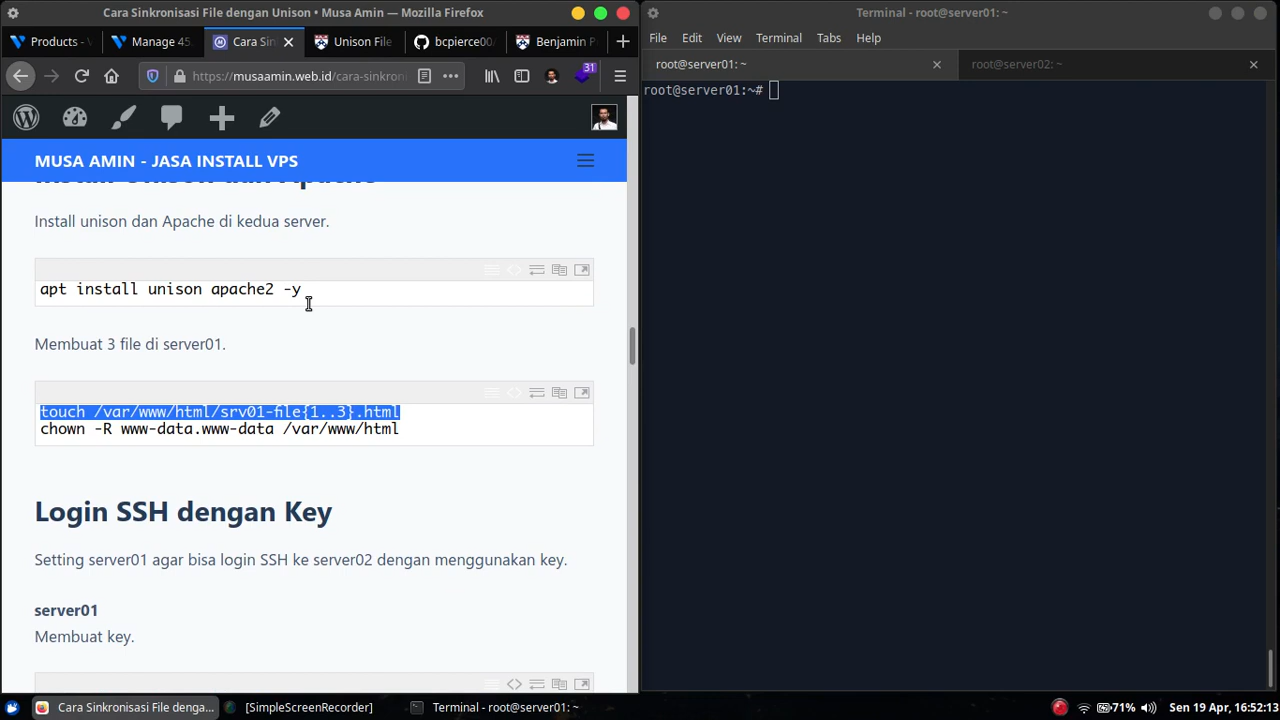 Cara Sinkronisasi File dengan Unison • Musa Amin — Mozilla Firefox
Products - V
Manage 45.
Cara Sin
Unison File
bcpierce00
Benjamin P
https://musaamin.web.id/cara-sinkron
31
MUSA AMIN - JASA INSTALL VPS
Install Unison dan Apache
Install unison dan Apache di kedua server.
apt install unison apache2 -y
Membuat 3 file di server01.
touch /var/www/html/srv01-file{1..3}.html
chown -R www-data.www-data /var/www/html
Login SSH dengan Key
Setting server01 agar bisa login SSH ke server02 dengan menggunakan key.
server01
Membuat key.
Terminal - root@server01: ~
File Edit View Terminal Tabs Help
root@server01: ~
root@server02: ~
root@server01:~#
Cara Sinkronisasi File denga...
[SimpleScreenRecorder]
Terminal - root@server01: ~
71%
Sen 19 Apr, 16:52:13